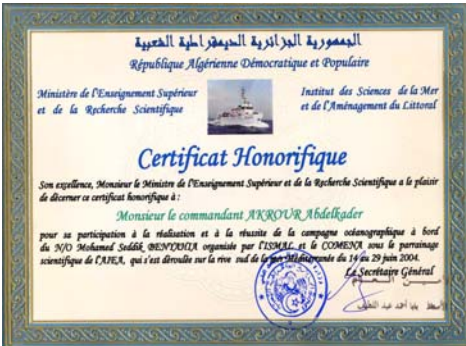 الجمهورية الجزائرية الديمقراطية الشعبية
République Algérienne Démocratique et Populaire
Ministère de l'Enseignement Supérieur
et de la Recherche Scientifique
Institut des Sciences de la Mer
et de l'Aménagement du Littoral
Certificat Honorifique
Son excellence, Monsieur le Ministre de l'Enseignement Supérieur et de la Recherche Scientifique a le plaisir
de décerner ce certificat honorifique à :
Monsieur le commandant AKROUR Abdelkader
pour sa participation à la réalisation et à la réussite de la campagne océanographique à bord
du N/O Mohamed Seddik BENYAHIA organisée par l'ISMAL et le COMENA sous le parrainage
scientifique de l'AIEA, qui s'est déroulée sur la rive sud de la mer Méditerranée du 14 au 29 juin 2004.
Le Secrétaire Général